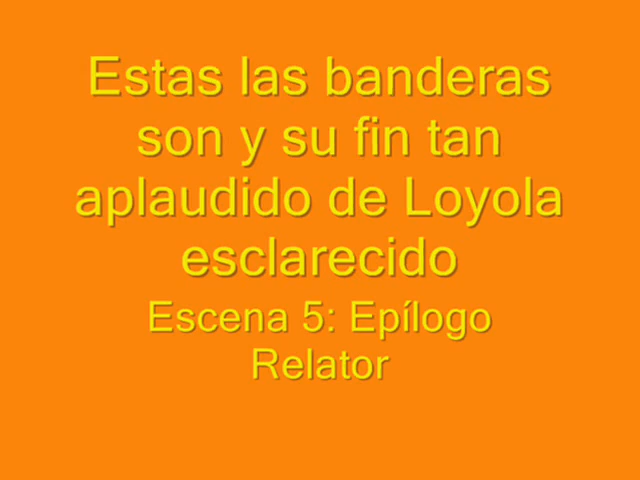 Estas las banderas
son y su fin tan
aplaudido de Loyola
esclarecido
Escena 5: Epílogo
Relator